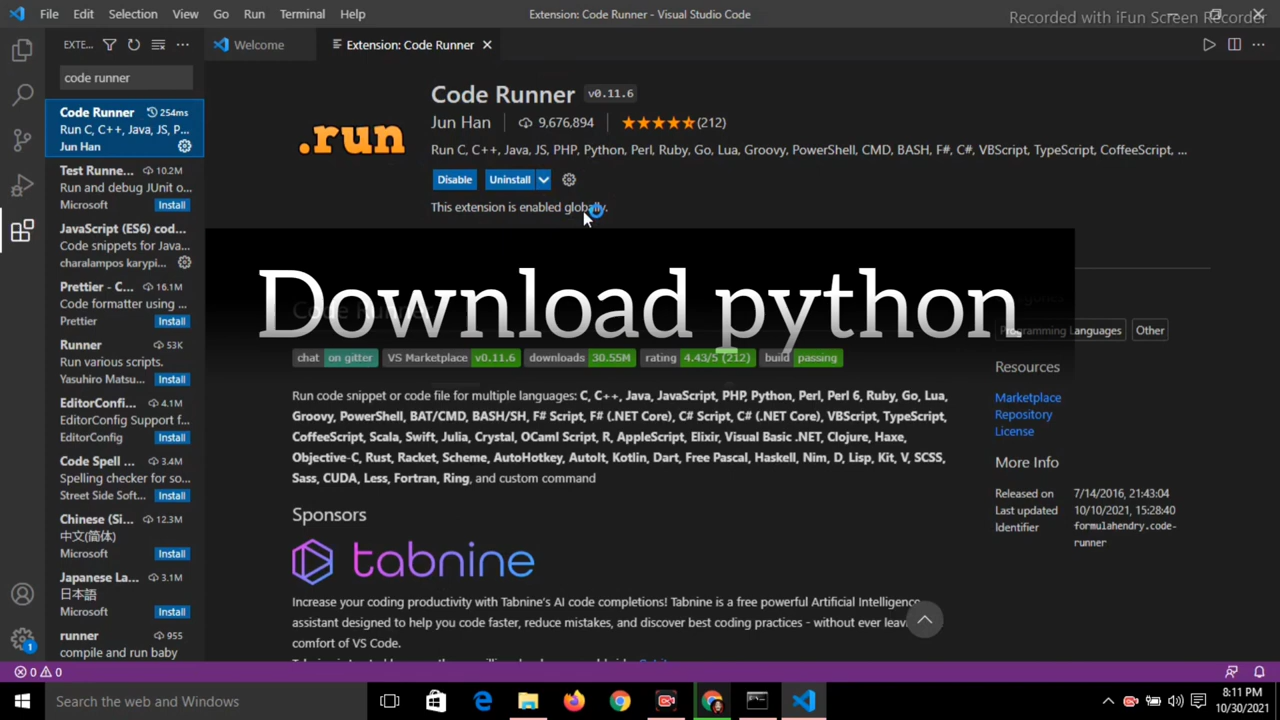 File Edit Selection View Go Run Terminal Help
Extension: Code Runner - Visual Studio Code
Recorded with iFun Screen Recorder
EXTE...
Welcome
Extension: Code Runner
code runner
Code Runner 254ms
Run C, C++, Java, JS, P...
Jun Han
Test Runne... 10.2M
Run and debug JUnit o...
Microsoft Install
JavaScript (ES6) cod...
Code snippets for Java...
charalampos karypi...
Prettier - C... 16.1M
Code formatter using ...
Prettier Install
Runner 53K
Run various scripts.
Yasuhiro Matsu... Install
EditorConfi... 4.1M
EditorConfig Support f...
EditorConfig Install
Code Spell ... 3.4M
Spelling checker for so...
Street Side Soft... Install
Chinese (Si... 12.3M
中文(简体)
Microsoft Install
Japanese La... 3.1M
日本語
Microsoft Install
runner 955
compile and run baby
Code Runner v0.11.6
Jun Han 9,676,894 (212)
Run C, C++, Java, JS, PHP, Python, Perl, Ruby, Go, Lua, Groovy, PowerShell, CMD, BASH, F#, C#, VBScript, TypeScript, CoffeeScript, ...
Disable Uninstall
This extension is enabled globally.
Download python
Programming Languages Other
chat on gitter VS Marketplace v0.11.6 downloads 30.55M rating 4.43/5 (212) build passing
Run code snippet or code file for multiple languages: C, C++, Java, JavaScript, PHP, Python, Perl, Perl 6, Ruby, Go, Lua,
Groovy, PowerShell, BAT/CMD, BASH/SH, F# Script, F# (.NET Core), C# Script, C# (.NET Core), VBScript, TypeScript,
CoffeeScript, Scala, Swift, Julia, Crystal, OCaml Script, R, AppleScript, Elixir, Visual Basic .NET, Clojure, Haxe,
Objective-C, Rust, Racket, Scheme, AutoHotkey, AutoIt, Kotlin, Dart, Free Pascal, Haskell, Nim, D, Lisp, Kit, V, SCSS,
Sass, CUDA, Less, Fortran, Ring, and custom command
Sponsors
tabnine
Increase your coding productivity with Tabnine's AI code completions! Tabnine is a free powerful Artificial Intelligence
assistant designed to help you code faster, reduce mistakes, and discover best coding practices - without ever leav
comfort of VS Code.
Resources
Marketplace
Repository
License
More Info
Released on 7/14/2016, 21:43:04
Last updated 10/10/2021, 15:28:40
Identifier formulahendry.code-
runner
1
0 0
Search the web and Windows
8:11 PM
10/30/2021